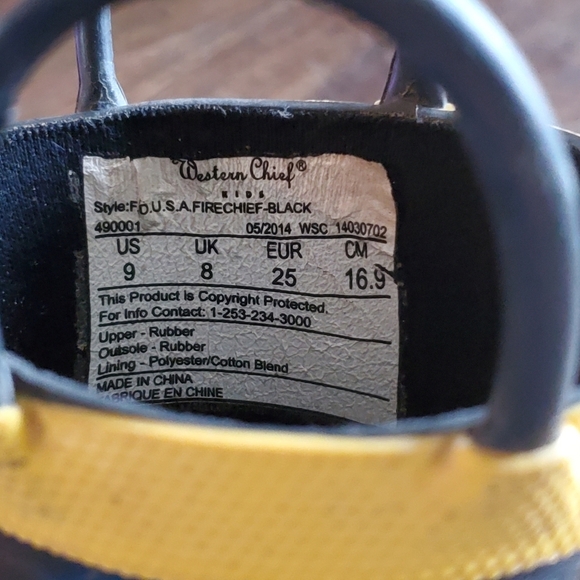 Western Chief®
KIDS
Style:F.D.U.S.A.FIRECHIEF-BLACK
490001 05/2014 WSC 14030702
US UK EUR CM
9 8 25 16.9
This Product is Copyright Protected.
For Info Contact: 1-253-234-3000
Upper - Rubber
Outsole - Rubber
Lining - Polyester/Cotton Blend
MADE IN CHINA
FABRIQUE EN CHINE